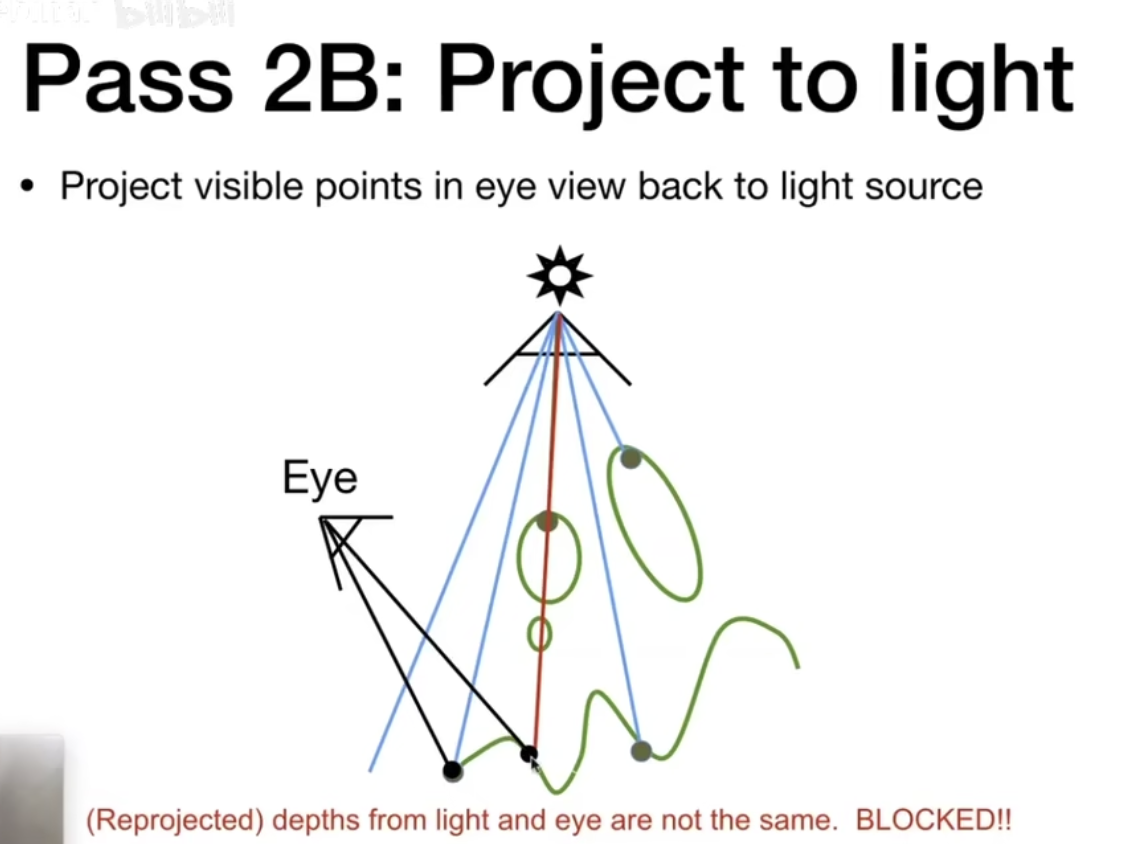 bilibili
Pass 2B: Project to light
• Project visible points in eye view back to light source
Eye
(Reprojected) depths from light and eye are not the same. BLOCKED!!